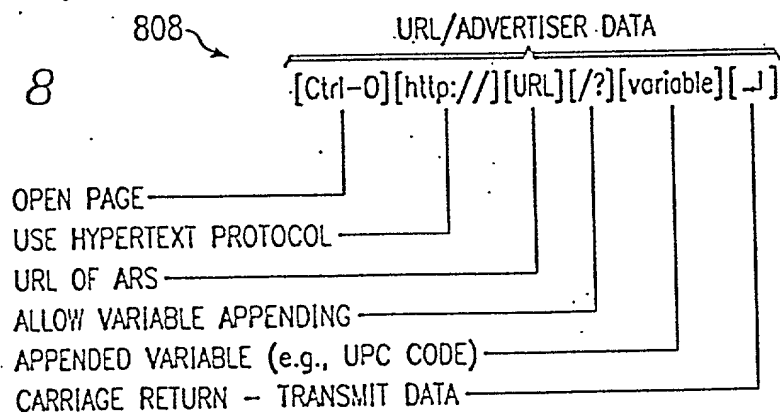 808
URL/ADVERTISER DATA
8
[Ctrl-O][http://][URL][/?][variable][↵]
OPEN PAGE
USE HYPERTEXT PROTOCOL
URL OF ARS
ALLOW VARIABLE APPENDING
APPENDED VARIABLE (e.g., UPC CODE)
CARRIAGE RETURN - TRANSMIT DATA